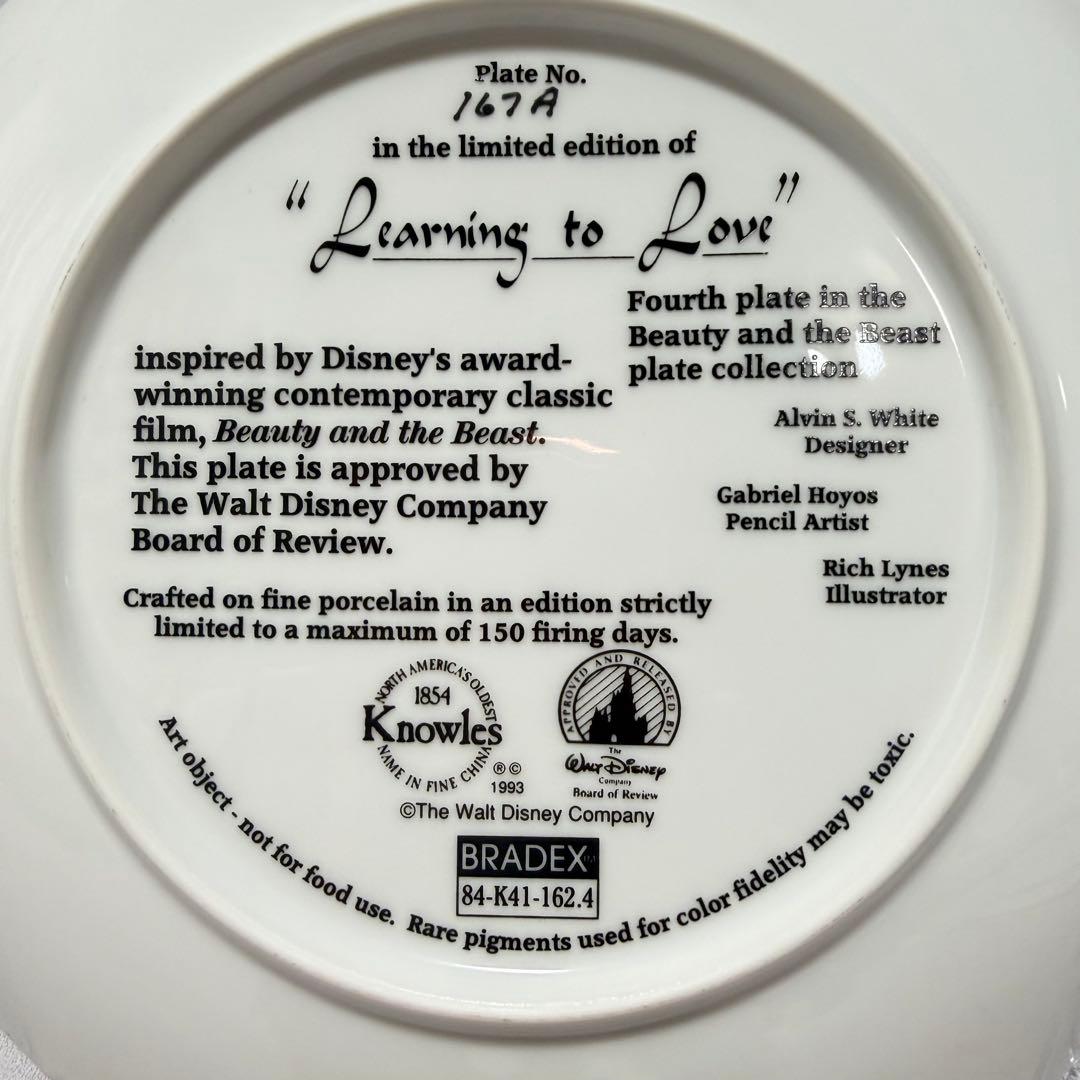 Plate No.
167A
in the limited edition of
"Learning to Love"
Fourth plate in the
Beauty and the Beast
plate collection
inspired by Disney's award-
winning contemporary classic
film, Beauty and the Beast.
This plate is approved by
The Walt Disney Company
Board of Review.
Alvin S. White
Designer
Gabriel Hoyos
Pencil Artist
Rich Lynes
Illustrator
Crafted on fine porcelain in an edition strictly
limited to a maximum of 150 firing days.
NORTH AMERICA'S OLDEST
1854
Knowles
NAME IN FINE CHINA
®©
1993
APPROVED AND RELEASED BY
The
Walt Disney
Company
Board of Review
©The Walt Disney Company
BRADEX™
84-K41-162.4
Art object - not for food use. Rare pigments used for color fidelity may be toxic.